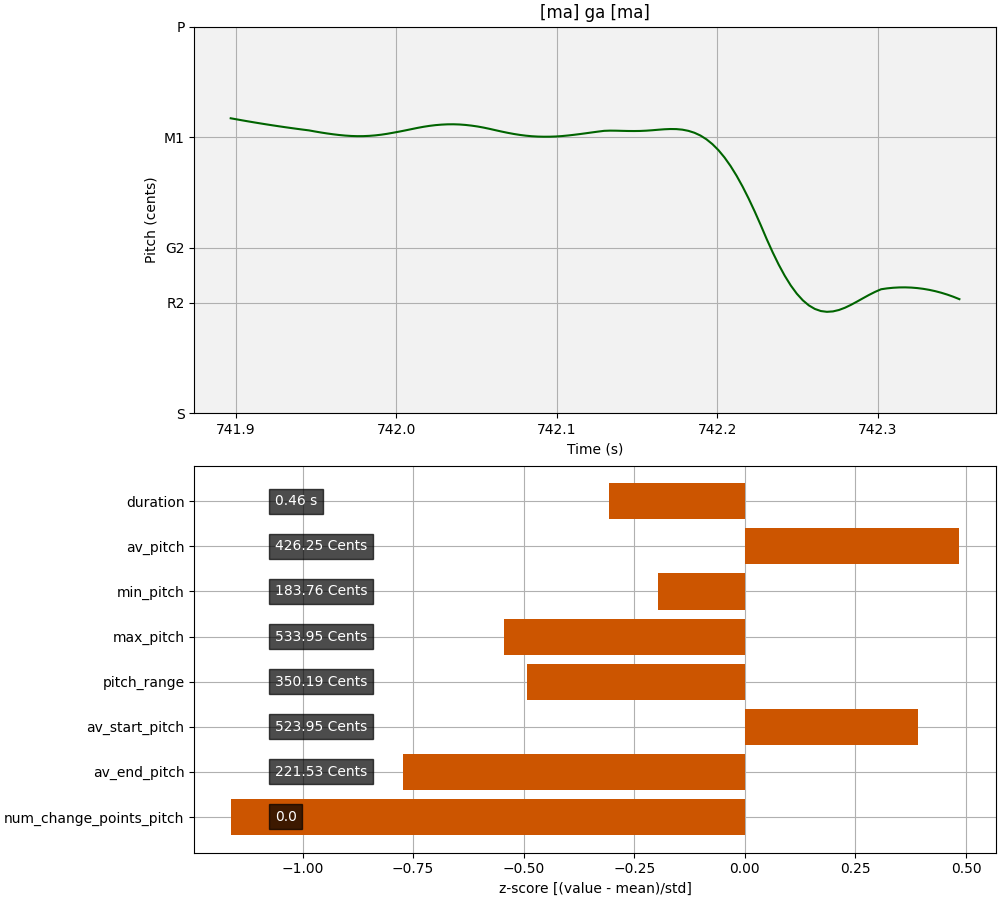 [ma] ga [ma]
P
M1
G2
R2
S
Pitch (cents)
741.9 742.0 742.1 742.2 742.3
Time (s)
duration 0.46 s
av_pitch 426.25 Cents
min_pitch 183.76 Cents
max_pitch 533.95 Cents
pitch_range 350.19 Cents
av_start_pitch 523.95 Cents
av_end_pitch 221.53 Cents
num_change_points_pitch 0.0
−1.00 −0.75 −0.50 −0.25 0.00 0.25 0.50
z-score [(value - mean)/std]